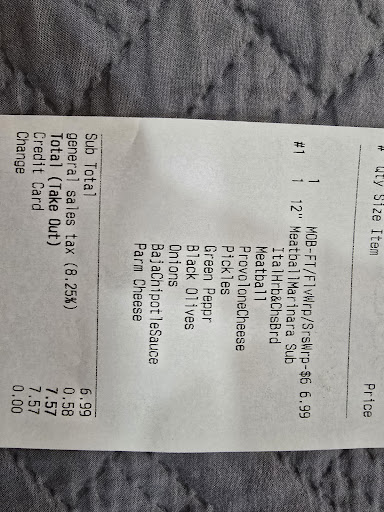 # Qty Size Item Price
1 MOB-FT/FlvWrp/SrsWrp-$6 6.99
#1 1 12" MeatballMarinara Sub
ItalHrb&ChsBrd
Meatball
ProvoloneCheese
Pickles
Green Peppr
Black Olives
Onions
BajaChipotleSauce
Parm Cheese
Sub Total 6.99
general sales tax (8.25%) 0.58
Total (Take Out) 7.57
Credit Card 7.57
Change 0.00